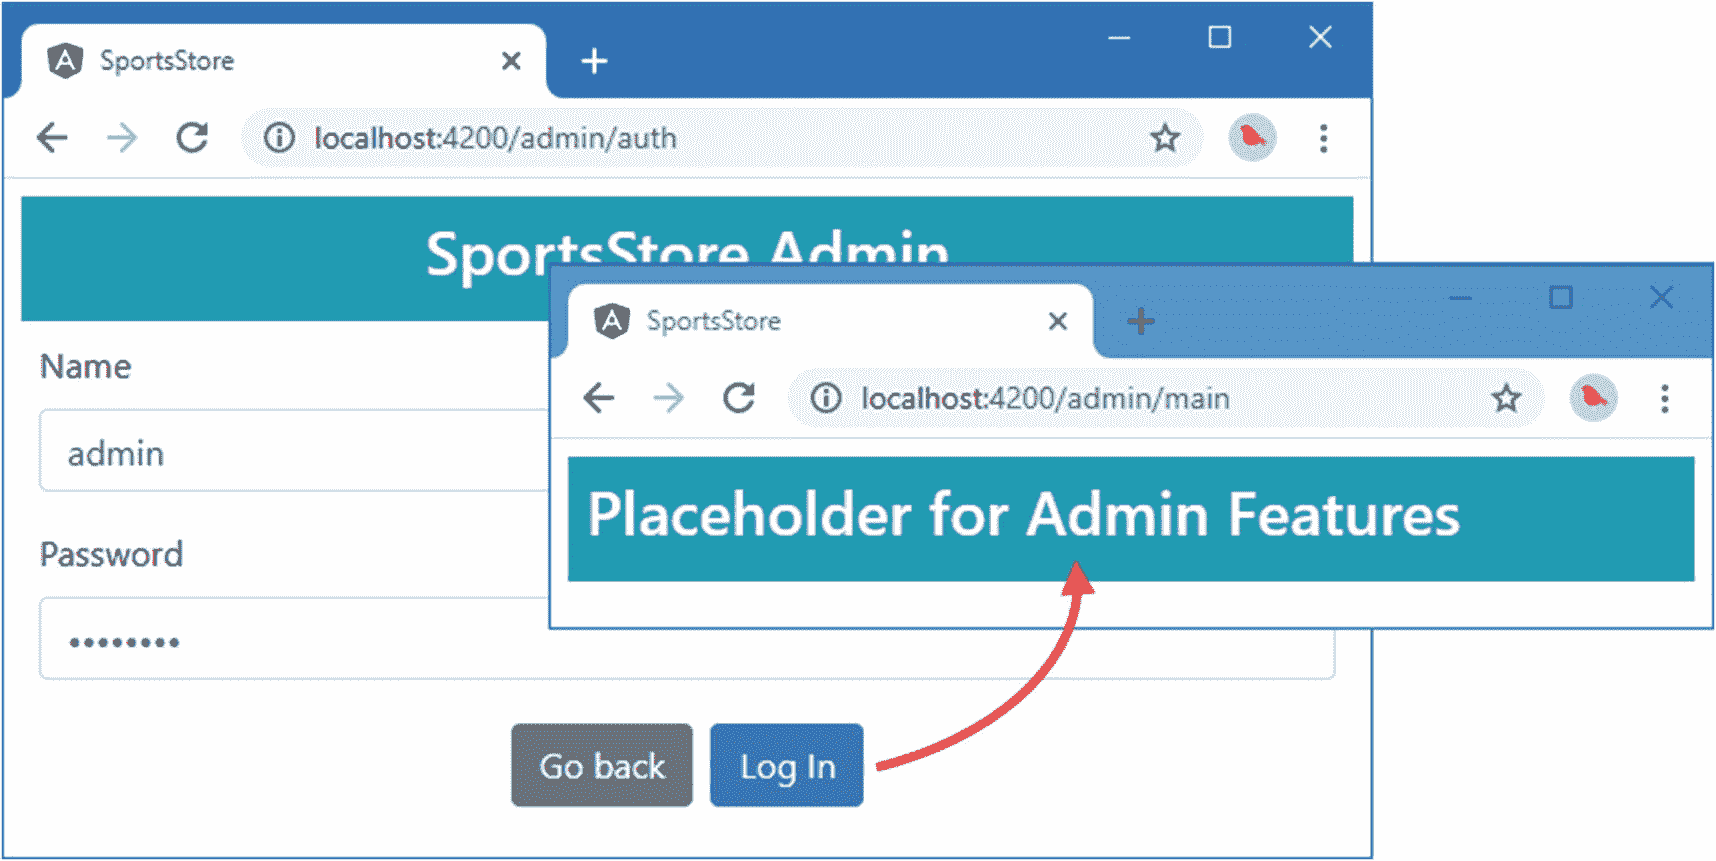 SportsStore
localhost:4200/admin/auth
SportsStore Admin
Name
admin
Password
••••••••
Go back
Log In
SportsStore
localhost:4200/admin/main
Placeholder for Admin Features